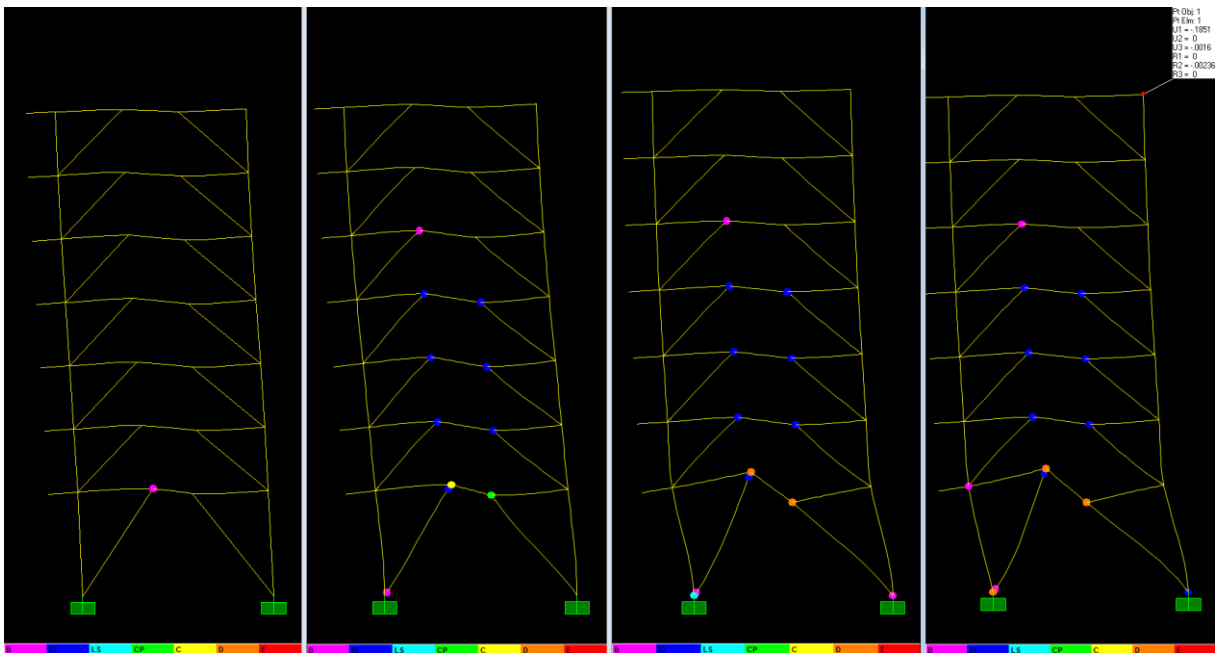 Pt Obj: 1
Pt Elm: 1
U1 = -.1851
U2 = 0
U3 = -.0016
R1 = 0
R2 = -.00236
R3 = 0
B IO LS CP C D E
B IO LS CP C D E
B IO LS CP C D E
B IO LS CP C D E